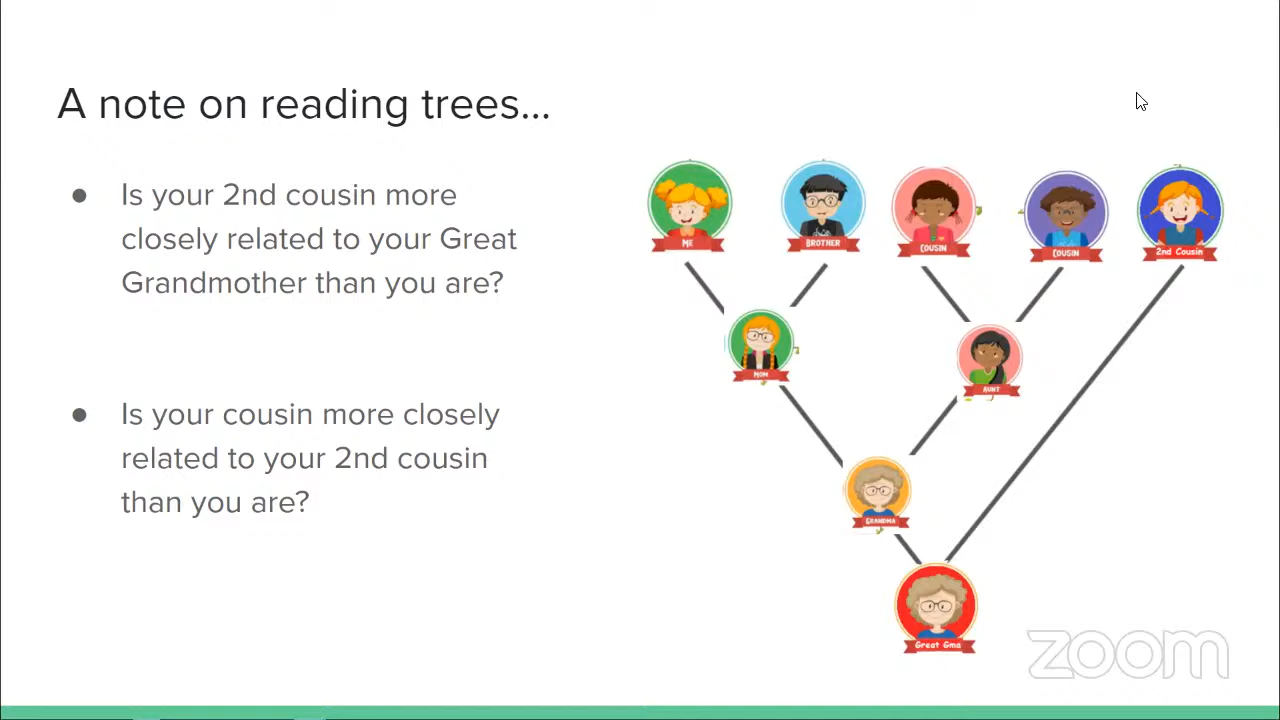 A note on reading trees...
● Is your 2nd cousin more
closely related to your Great
Grandmother than you are?
● Is your cousin more closely
related to your 2nd cousin
than you are?
ME
BROTHER
COUSIN
COUSIN
2nd Cousin
MOM
AUNT
GRANDMA
Great Gma
zoom